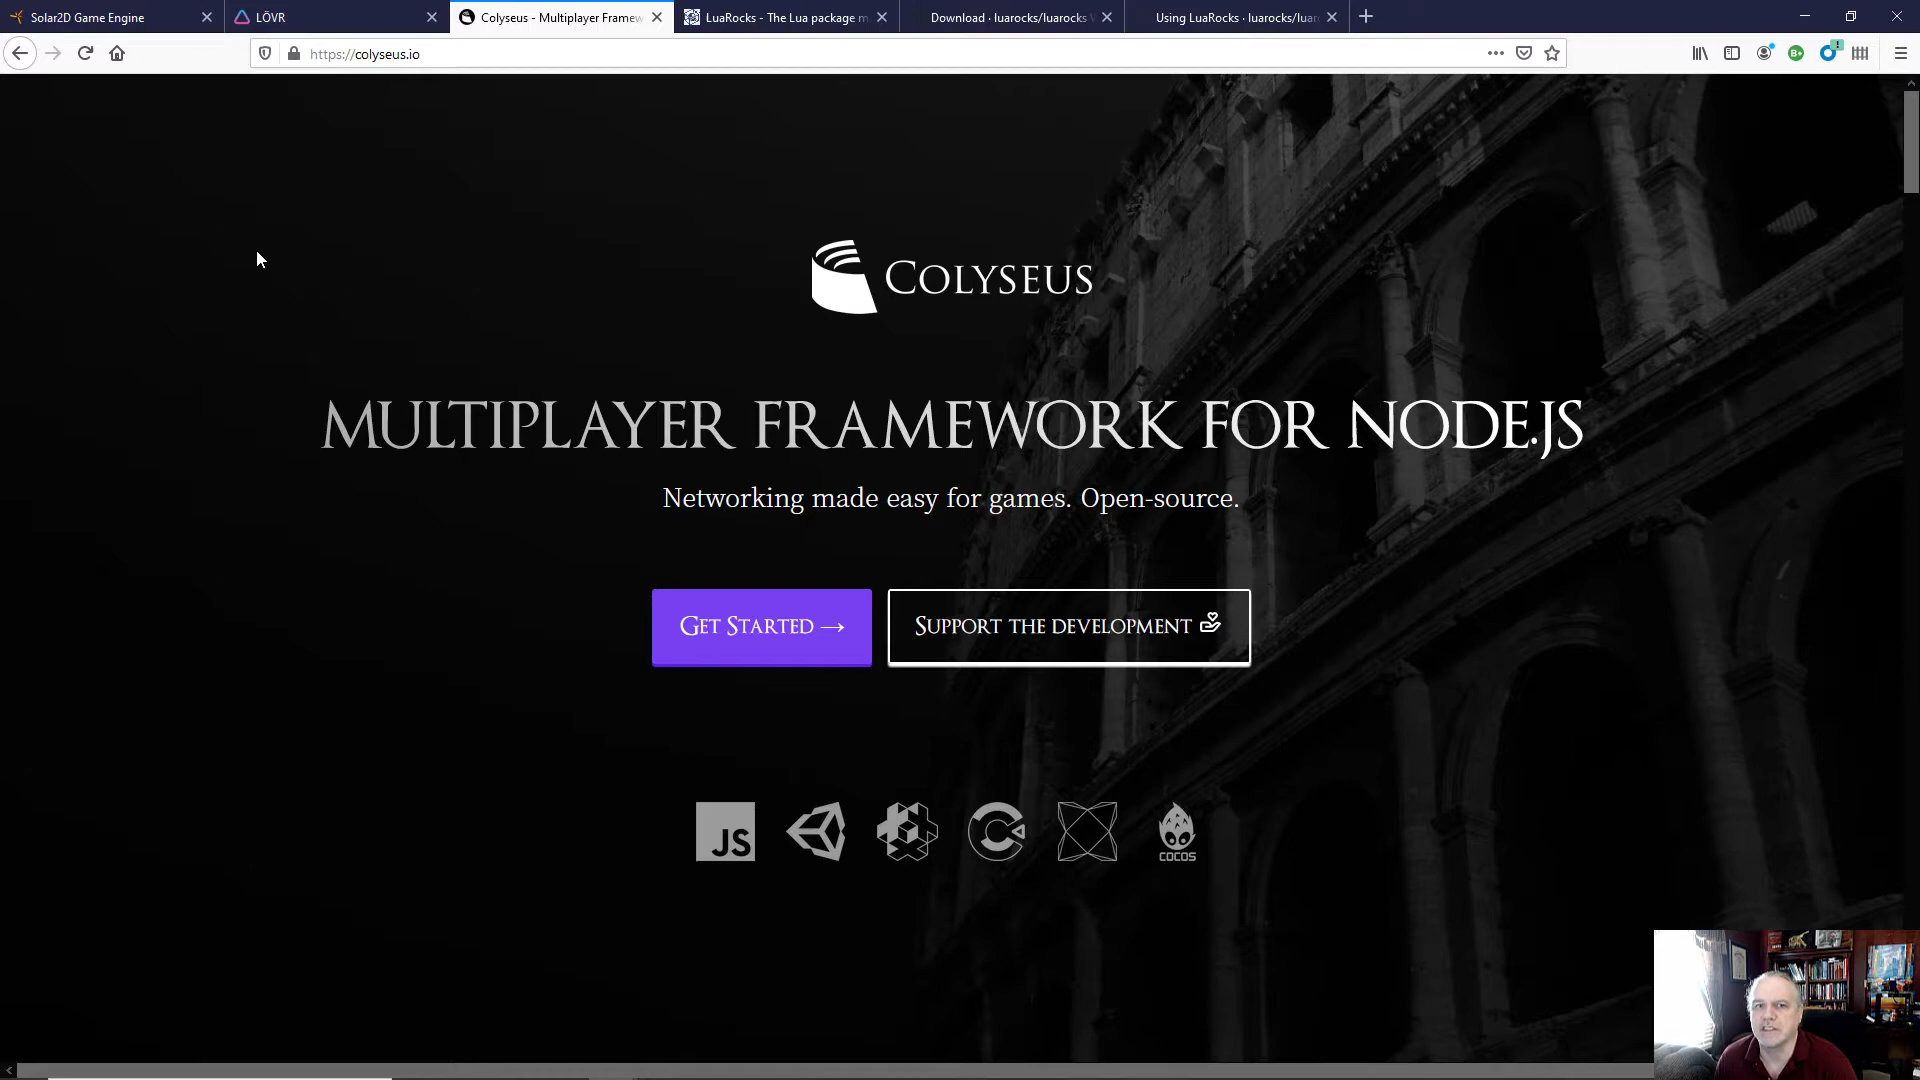 Solar2D Game Engine
LÖVR
Colyseus - Multiplayer Framew
LuaRocks - The Lua package m
Download · luarocks/luarocks W
Using LuaRocks · luarocks/luar
https://colyseus.io
COLYSEUS
MULTIPLAYER FRAMEWORK FOR NODE.JS
Networking made easy for games. Open-source.
GET STARTED →
SUPPORT THE DEVELOPMENT
JS
COCOS